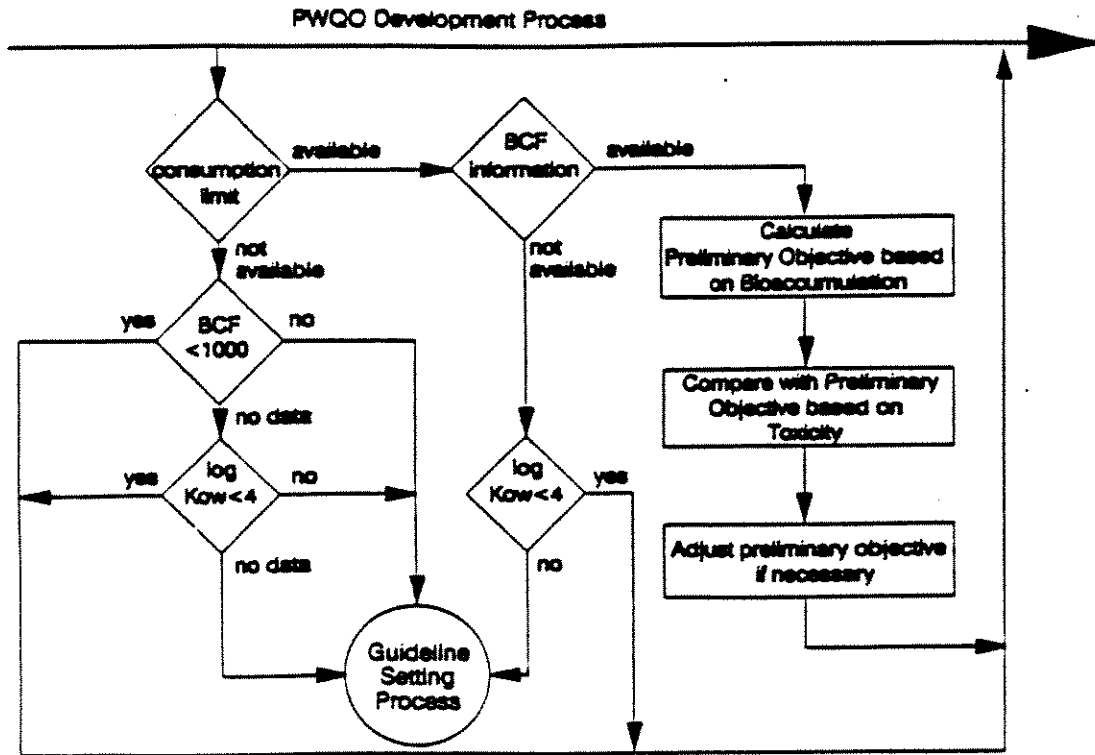 PWQO Development Process
consumption
limit
available
BCF
information
available
not
available
not
available
Calculate
Preliminary Objective based
on Bioaccumulation
yes
BCF
<1000
no
Compare with Preliminary
Objective based on
Toxicity
no data
yes
log
Kow<4
no
log
Kow<4
yes
no data
no
Adjust preliminary objective
if necessary
Guideline
Setting
Process